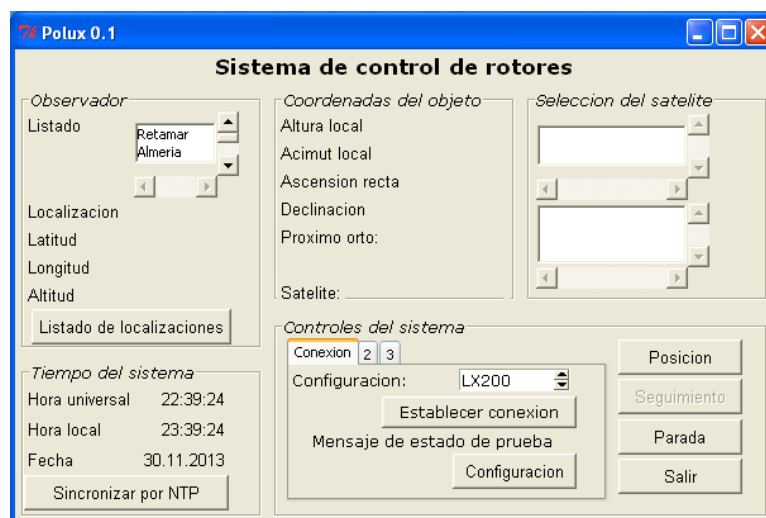 Polux 0.1
Sistema de control de rotores
Observador
Listado
Retamar
Almeria
Localizacion
Latitud
Longitud
Altitud
Listado de localizaciones
Tiempo del sistema
Hora universal 22:39:24
Hora local 23:39:24
Fecha 30.11.2013
Sincronizar por NTP
Coordenadas del objeto
Altura local
Acimut local
Ascension recta
Declinacion
Proximo orto:
Satelite:
Seleccion del satelite
Controles del sistema
Conexion 2 3
Configuracion: LX200
Establecer conexion
Mensaje de estado de prueba
Configuracion
Posicion
Seguimiento
Parada
Salir